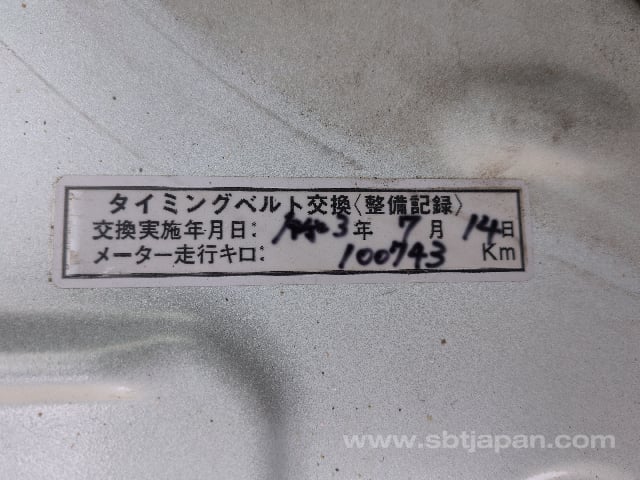 タイミングベルト交換〈整備記録〉
交換実施年月日: 令和3年 7月 14日
メーター走行キロ: 100743 Km
www.sbtjapan.com